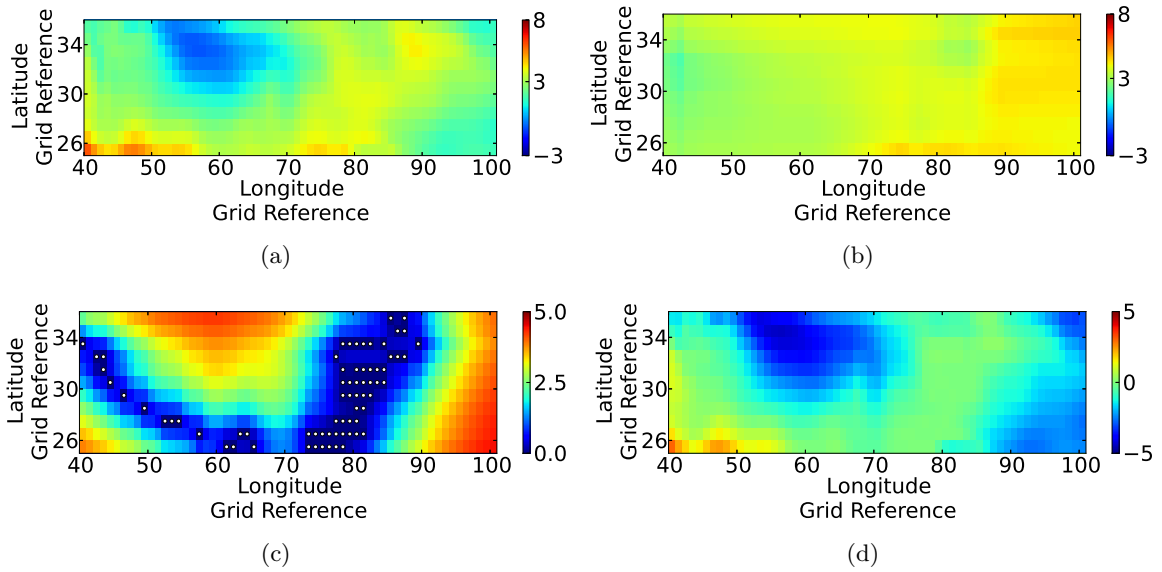 Latitude
Grid Reference
34
30
26
40 50 60 70 80 90 100
Longitude
Grid Reference
8
3
−3
(a)
Latitude
Grid Reference
34
30
26
40 50 60 70 80 90 100
Longitude
Grid Reference
8
3
−3
(b)
Latitude
Grid Reference
34
30
26
40 50 60 70 80 90 100
Longitude
Grid Reference
5.0
2.5
0.0
(c)
Latitude
Grid Reference
34
30
26
40 50 60 70 80 90 100
Longitude
Grid Reference
5
0
−5
(d)